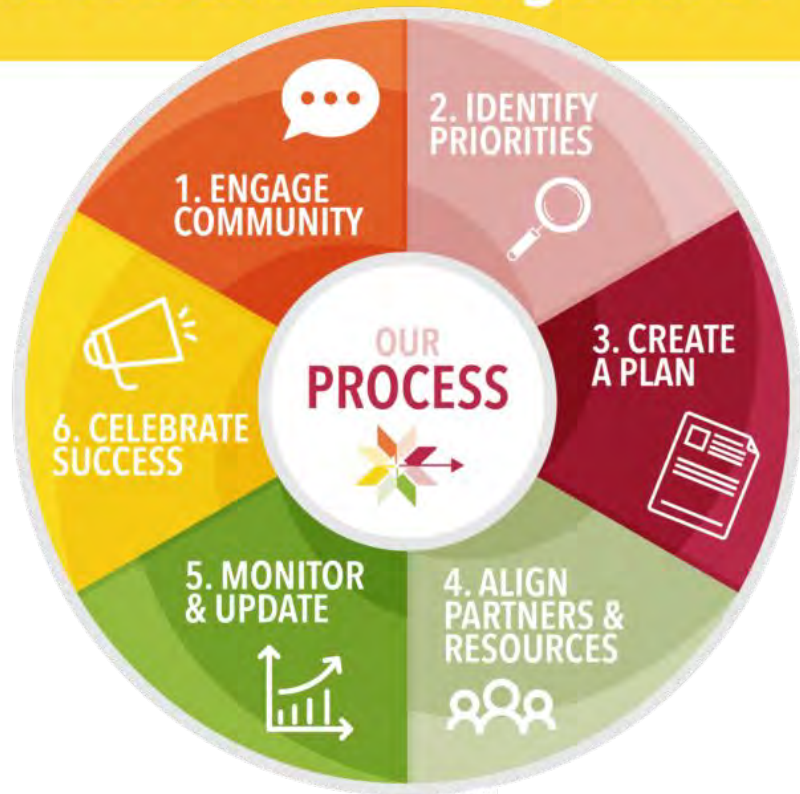 OUR
PROCESS
1. ENGAGE
COMMUNITY
2. IDENTIFY
PRIORITIES
3. CREATE
A PLAN
4. ALIGN
PARTNERS &
RESOURCES
5. MONITOR
& UPDATE
6. CELEBRATE
SUCCESS